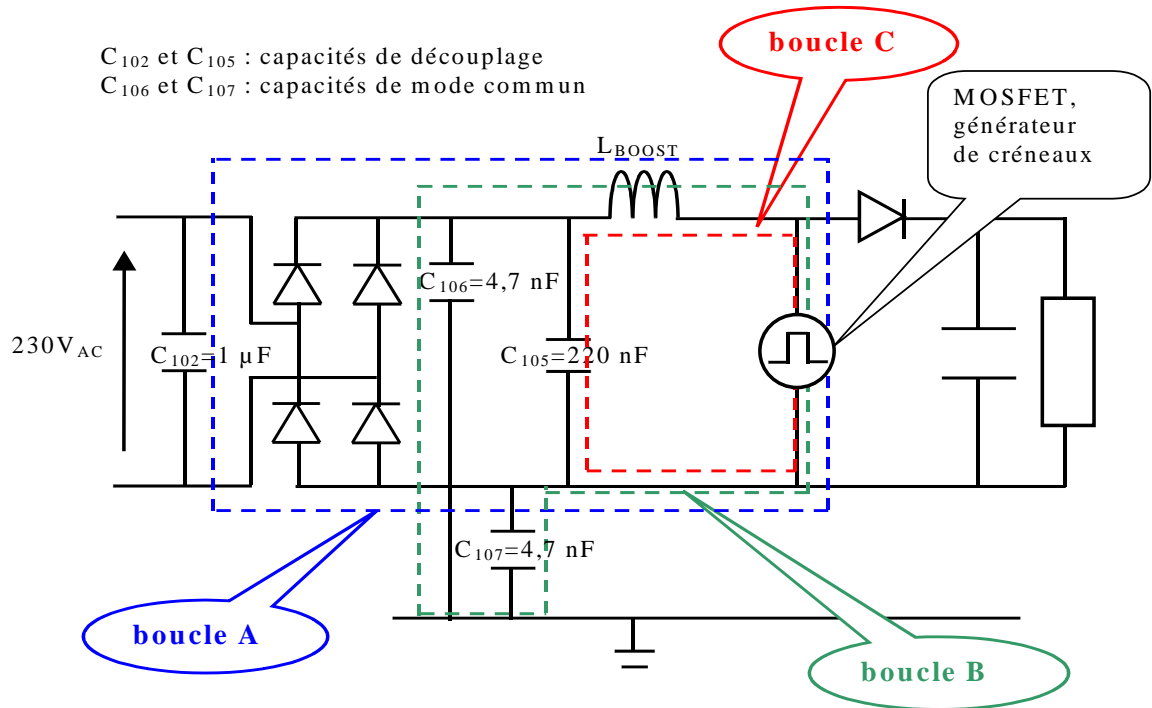 boucle C
C102 et C105 : capacités de découplage
C106 et C107 : capacités de mode commun
MOSFET,
générateur
de créneaux
LBOOST
C106=4,7 nF
230VAC
C102=1 µF
C105=220 nF
C107=4,7 nF
boucle A
boucle B